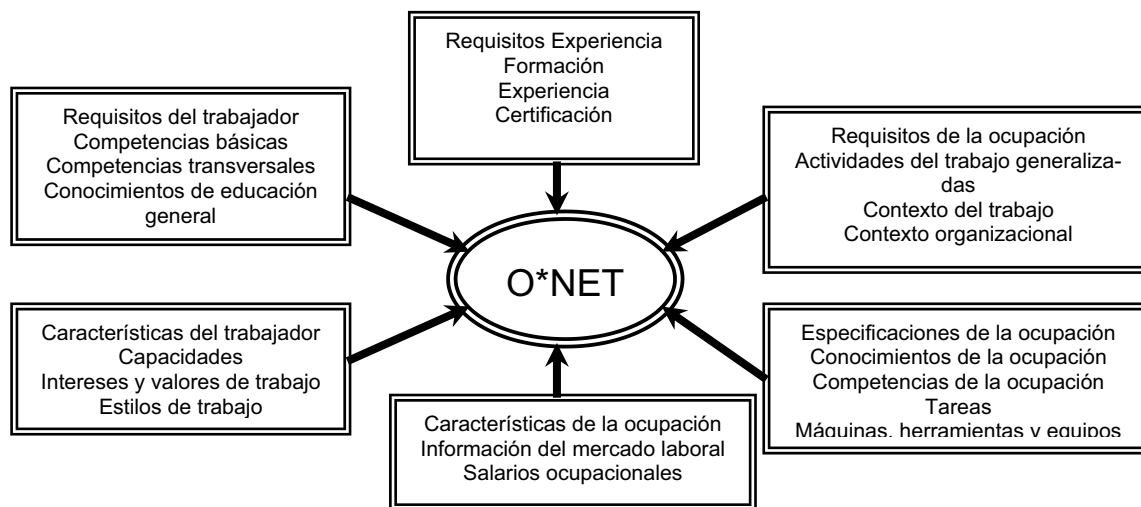 Requisitos Experiencia
Formación
Experiencia
Certificación
Requisitos del trabajador
Competencias básicas
Competencias transversales
Conocimientos de educación
general
Requisitos de la ocupación
Actividades del trabajo generaliza-
das
Contexto del trabajo
Contexto organizacional
O*NET
Características del trabajador
Capacidades
Intereses y valores de trabajo
Estilos de trabajo
Características de la ocupación
Información del mercado laboral
Salarios ocupacionales
Especificaciones de la ocupación
Conocimientos de la ocupación
Competencias de la ocupación
Tareas
Máquinas, herramientas y equipos